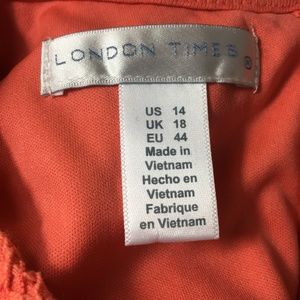 LONDON TIMES ®
US 14
UK 18
EU 44
Made in
Vietnam
Hecho en
Vietnam
Fabrique
en Vietnam